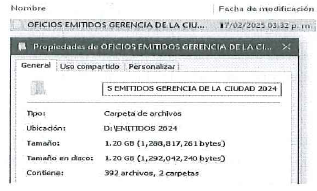 Nombre Fecha de modificación
OFICIOS EMITIDOS GERENCIA DE LA CIU... 17/02/2025 03:32 p. m.
Propiedades de OFICIOS EMITIDOS GERENCIA DE LA CI... ×
General Uso compartido Personalizar
S EMITIDOS GERENCIA DE LA CIUDAD 2024
Tipo: Carpeta de archivos
Ubicación: D:\EMITIDOS 2024
Tamaño: 1.20 GB (1,288,817,261 bytes)
Tamaño en disco: 1.20 GB (1,292,042,240 bytes)
Contiene: 392 archivos, 2 carpetas